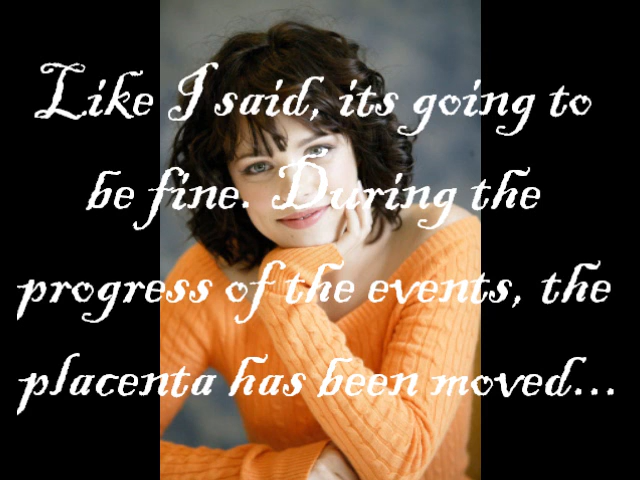 Like I said, its going to
be fine. During the
progress of the events, the
placenta has been moved...